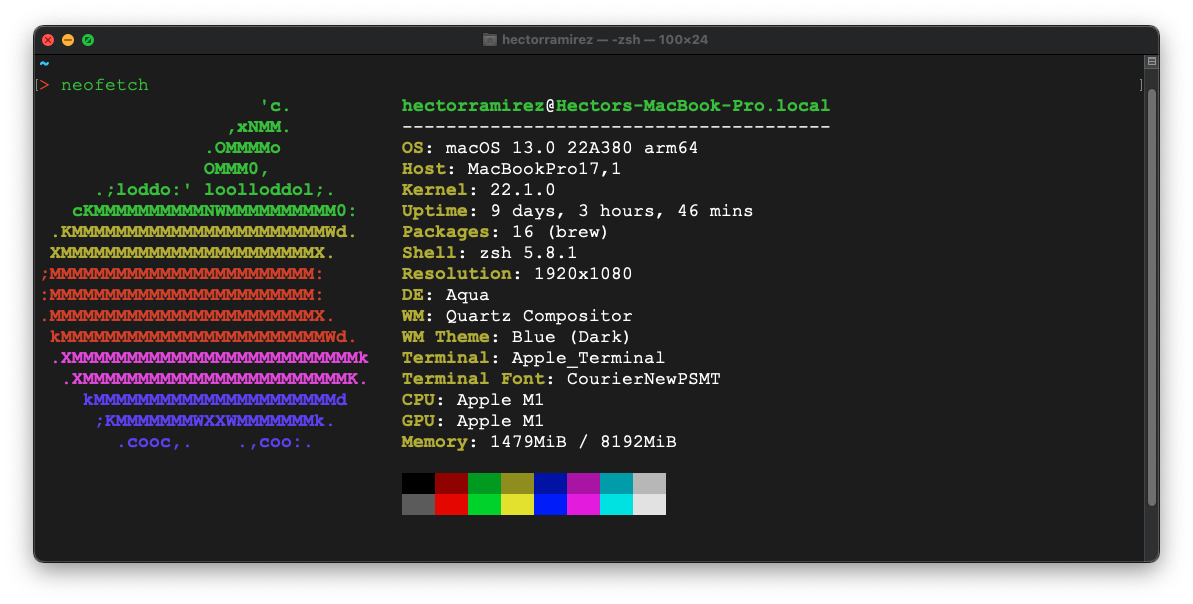 hectorramirez — -zsh — 100×24
~
[> neofetch ]
'c. hectorramirez@Hectors-MacBook-Pro.local
,xNMM. ---------------------------------------
.OMMMMo OS: macOS 13.0 22A380 arm64
OMMM0, Host: MacBookPro17,1
.;loddo:' loolloddol;. Kernel: 22.1.0
cKMMMMMMMMMMNWMMMMMMMMMM0: Uptime: 9 days, 3 hours, 46 mins
.KMMMMMMMMMMMMMMMMMMMMMMMWd. Packages: 16 (brew)
XMMMMMMMMMMMMMMMMMMMMMMMX. Shell: zsh 5.8.1
;MMMMMMMMMMMMMMMMMMMMMMMM: Resolution: 1920x1080
:MMMMMMMMMMMMMMMMMMMMMMMM: DE: Aqua
.MMMMMMMMMMMMMMMMMMMMMMMMX. WM: Quartz Compositor
kMMMMMMMMMMMMMMMMMMMMMMMMWd. WM Theme: Blue (Dark)
.XMMMMMMMMMMMMMMMMMMMMMMMMMMk Terminal: Apple_Terminal
.XMMMMMMMMMMMMMMMMMMMMMMMMK. Terminal Font: CourierNewPSMT
kMMMMMMMMMMMMMMMMMMMMMMd CPU: Apple M1
;KMMMMMMMWXXWMMMMMMMk. GPU: Apple M1
.cooc,. .,coo:. Memory: 1479MiB / 8192MiB